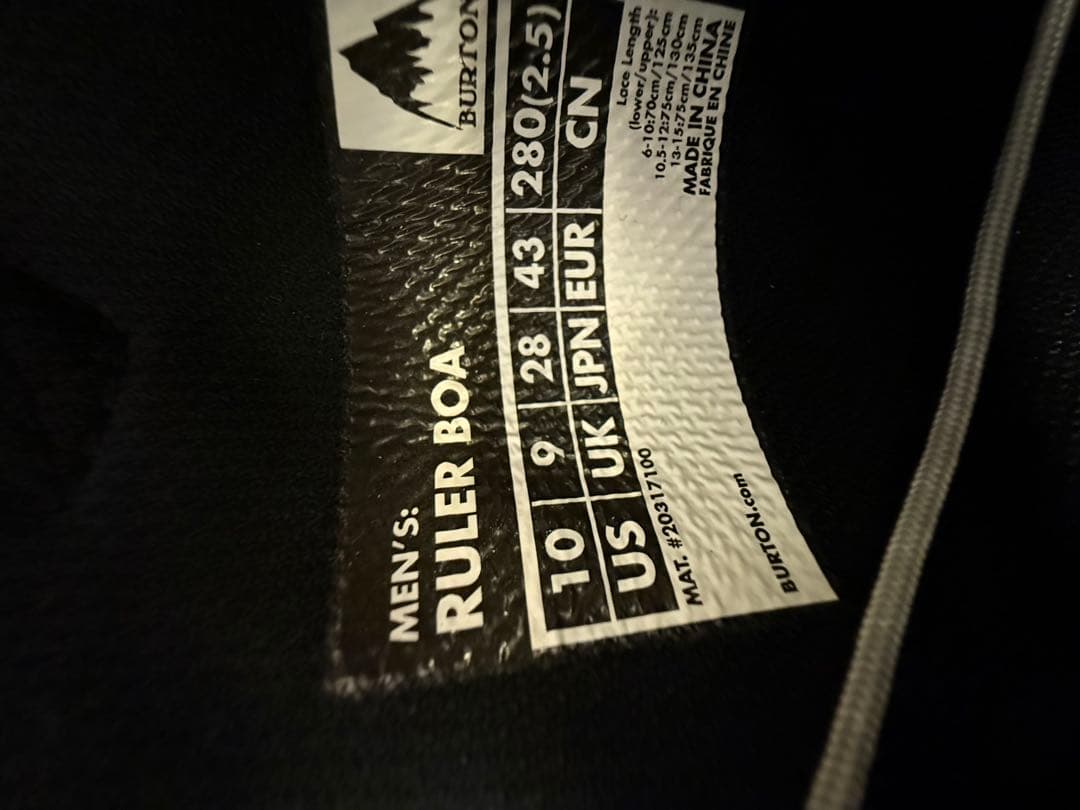 BURTON
MEN'S:
RULER BOA
10 9 28 43 280(2.5)
US UK JPN EUR CN
MAT. #20317100
Lace Length
(lower/upper):
6-10:70cm/125cm
10.5-12:75cm/130cm
13-15:75cm/135cm
MADE IN CHINA
FABRIQUE EN CHINE
BURTON.com